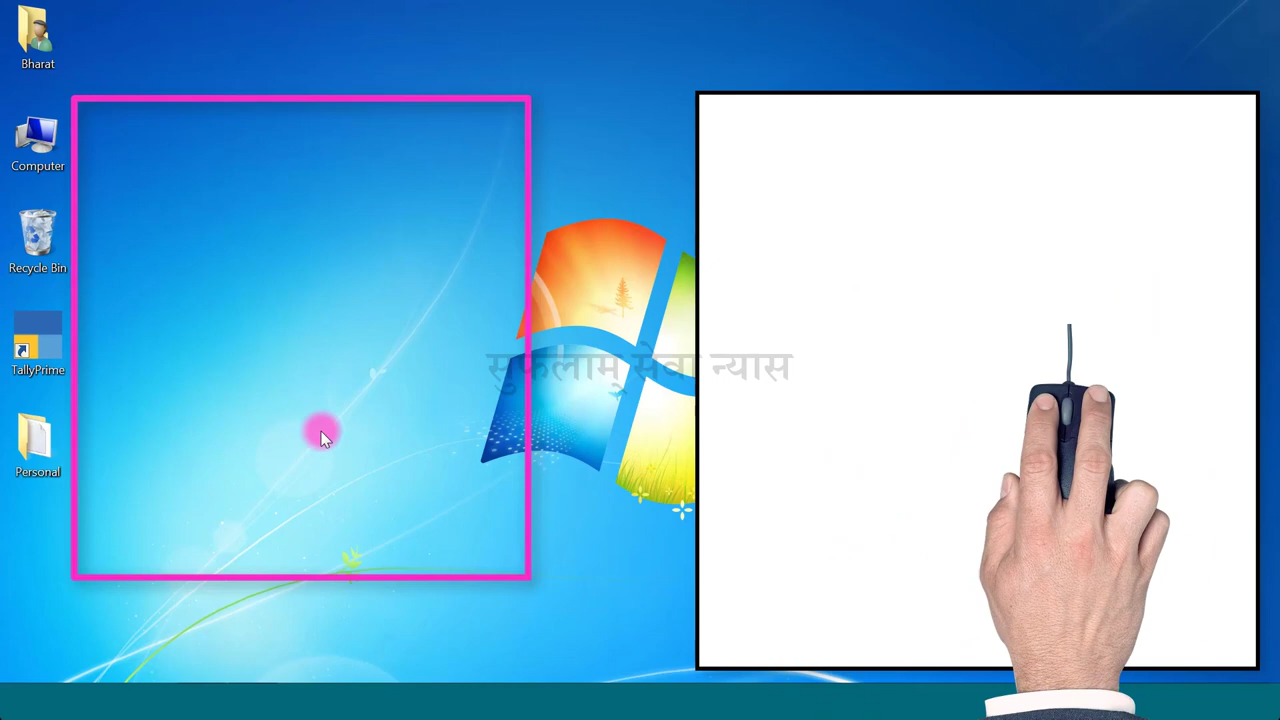 Bharat
Computer
Recycle Bin
TallyPrime
सुफलाम् सेवा न्यास
Personal